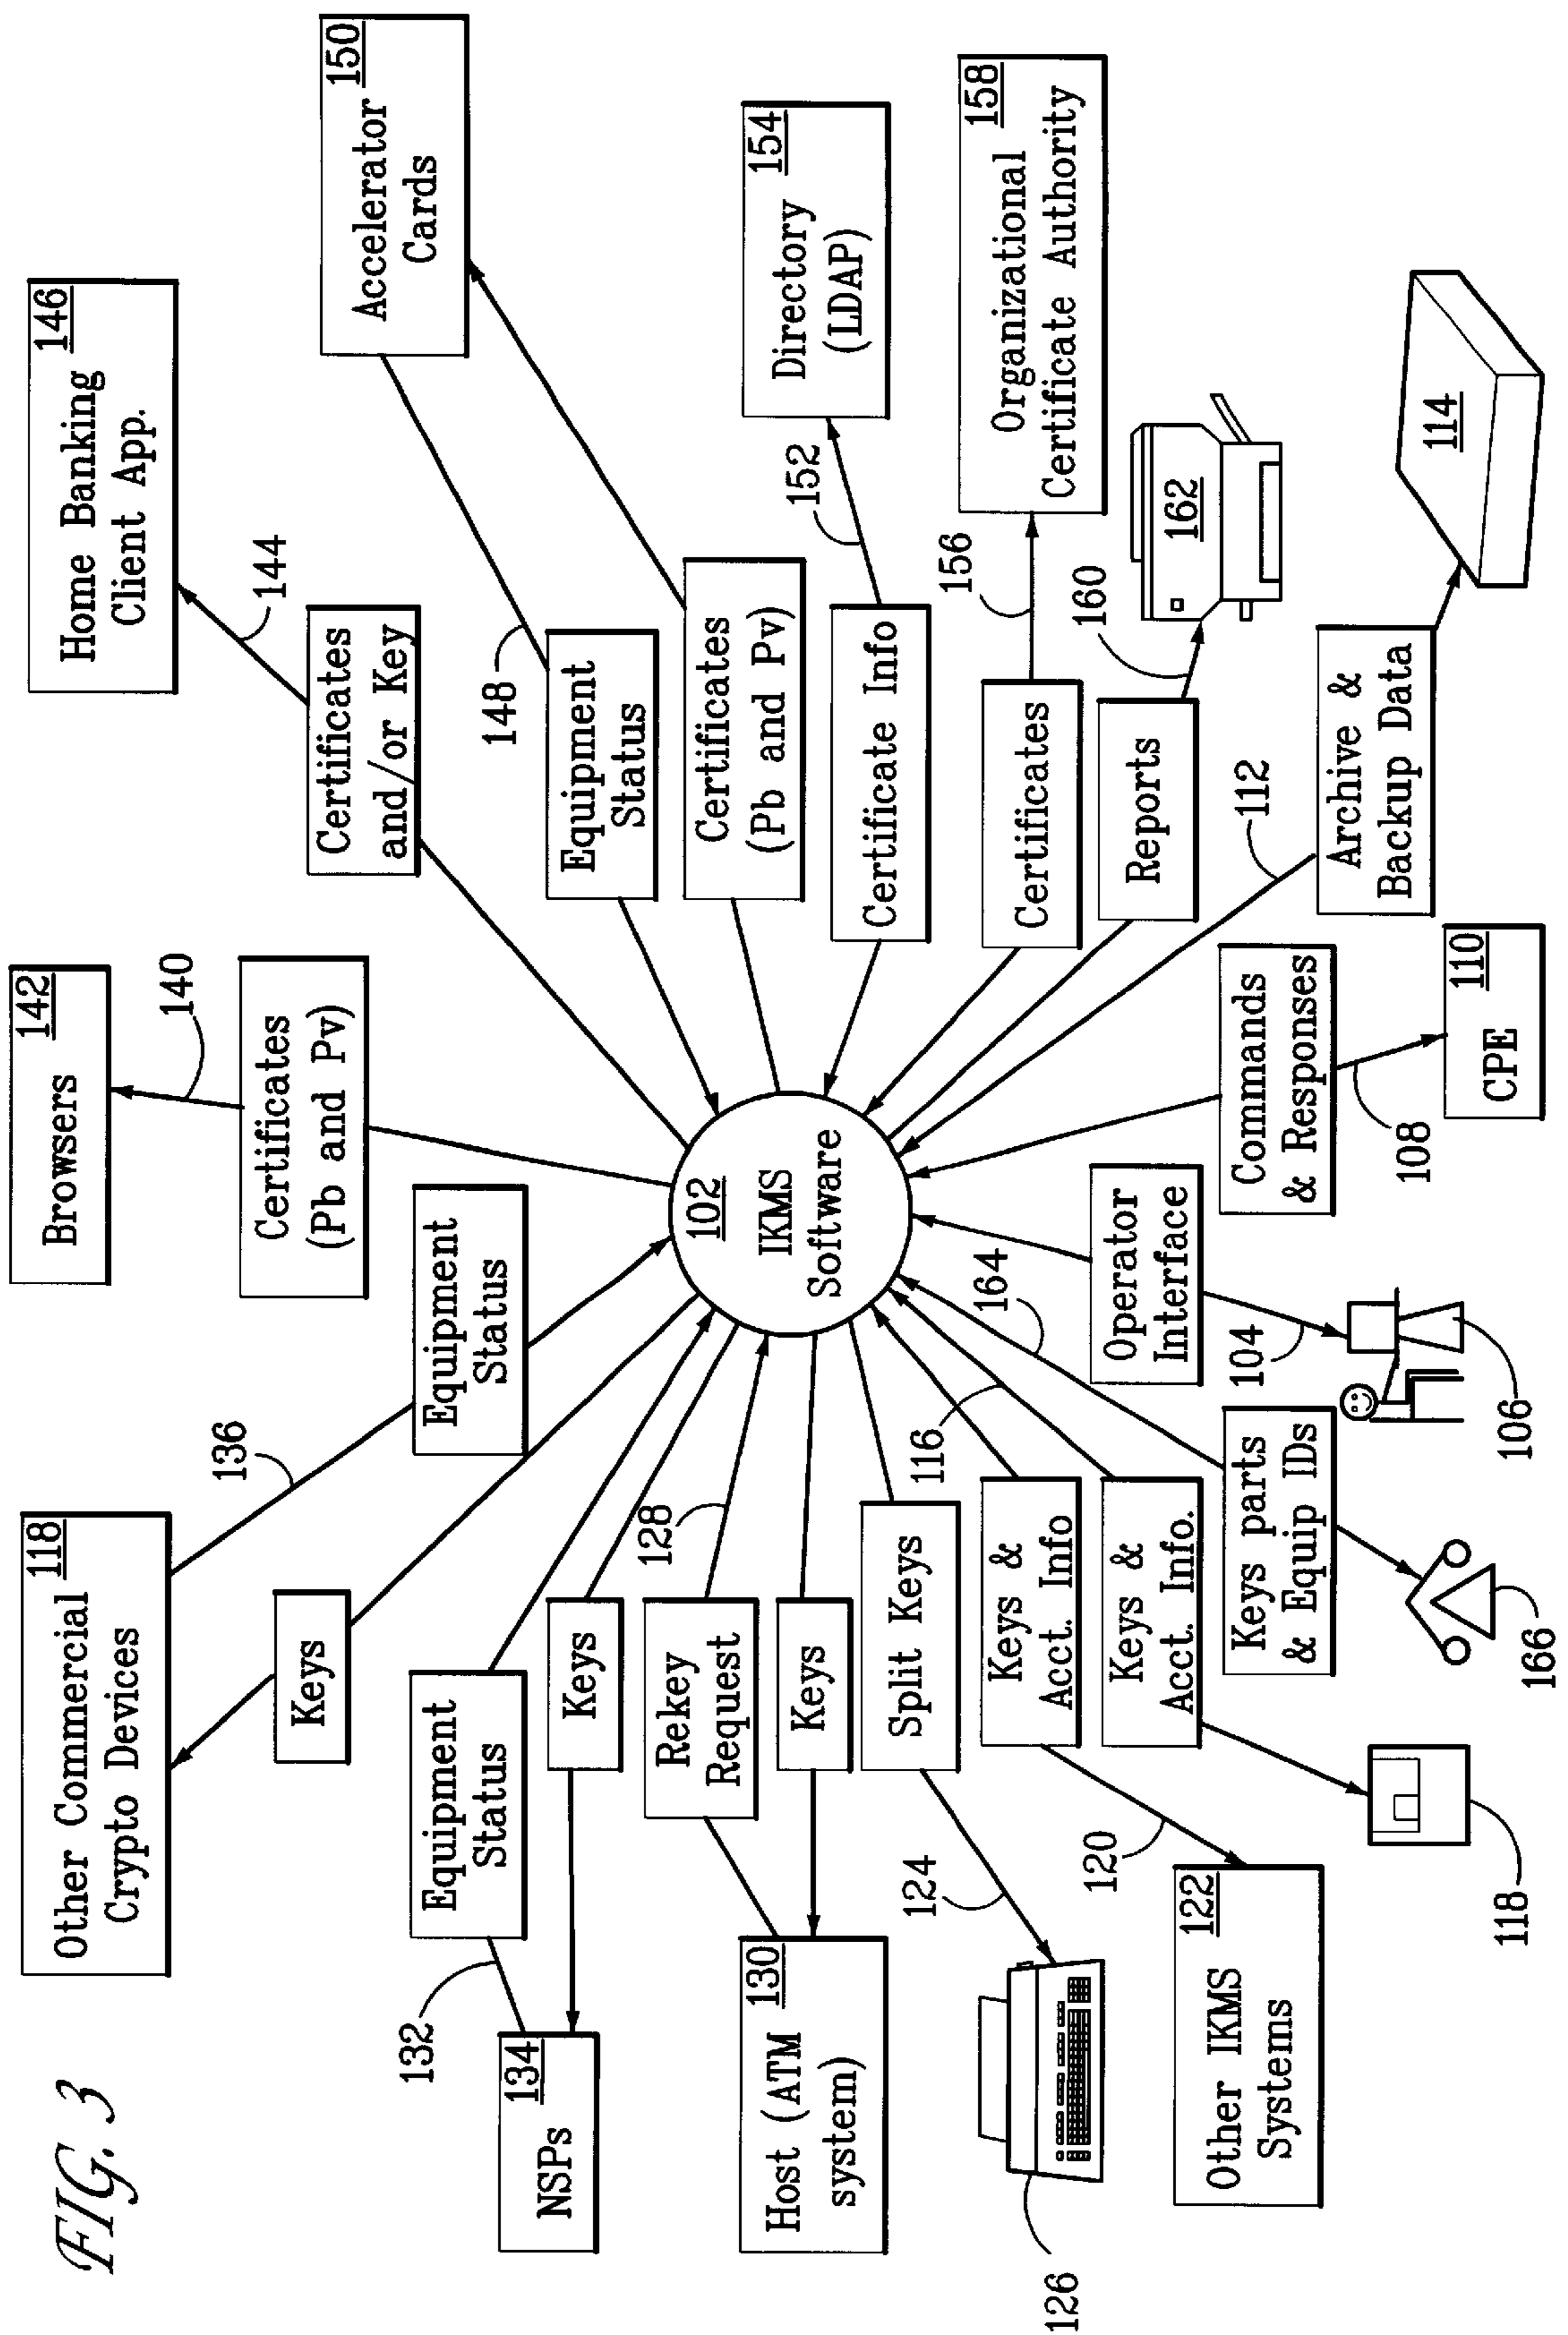 FIG. 3
Other Commercial
Crypto Devices
118
136
Browsers
142
140
Home Banking
Client App.
146
144
Accelerator
Cards
150
148
Keys
Equipment
Status
Certificates
(Pb and Pv)
Certificates
and/or Key
Equipment
Status
Certificates
(Pb and Pv)
Equipment
Status
132
NSPs
134
Keys
Rekey
Request
128
Host (ATM
system)
130
Keys
102
IKMS
Software
Certificate Info
152
Directory
(LDAP)
154
Split Keys
124
126
Certificates
156
Organizational
Certificate Authority
158
Keys &
Acct. Info
120
Other IKMS
Systems
122
Keys &
Acct. Info.
116
118
164
Keys parts
& Equip IDs
166
Operator
Interface
104
106
Commands
& Responses
108
CPE
110
Reports
160
162
Archive &
Backup Data
112
114